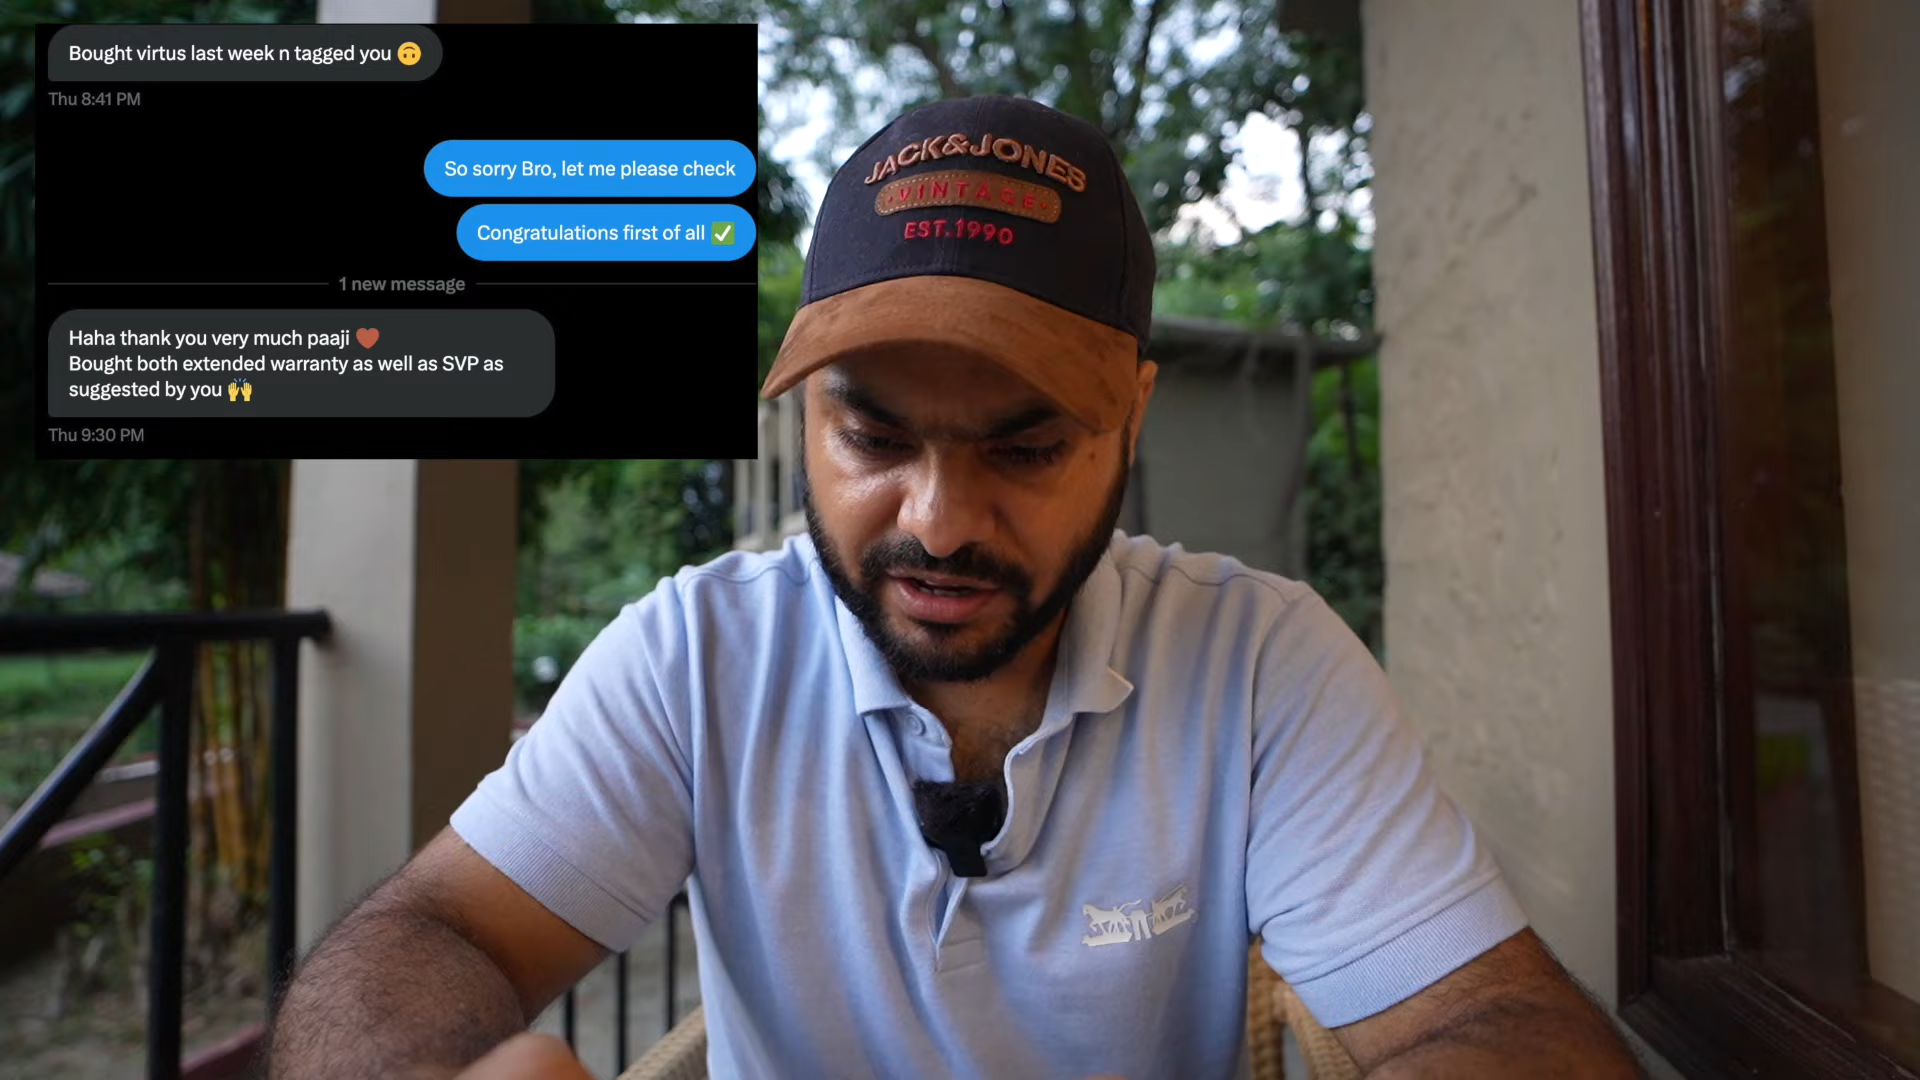 Bought virtus last week n tagged you 🙃
Thu 8:41 PM
So sorry Bro, let me please check
Congratulations first of all ✅
1 new message
Haha thank you very much paaji ❤️
Bought both extended warranty as well as SVP as
suggested by you 🙌
Thu 9:30 PM
JACK&JONES
VINTAGE
EST.1990